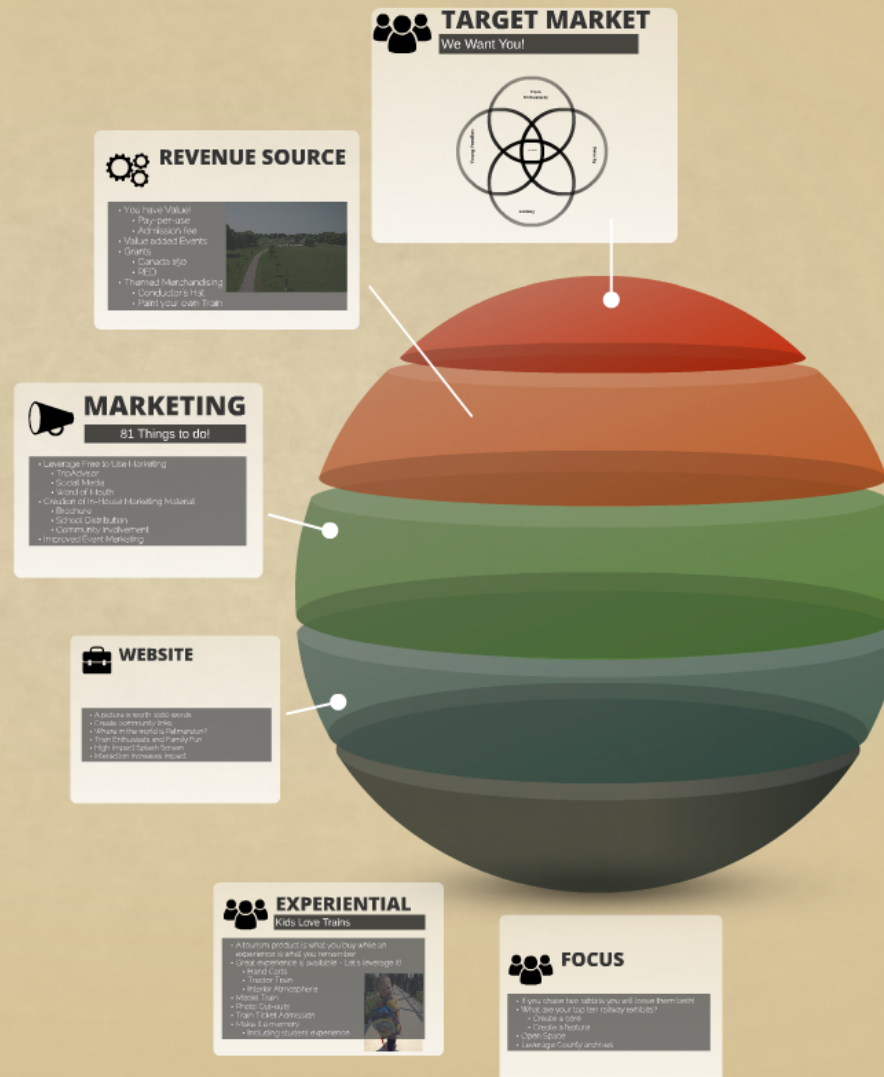 TARGET MARKET
We Want You!
Train
Enthusiasts
Young Families
REVENUE SOURCE
• You have Value!
• Pay-per-use
• Admission fee
• Value added Events
• Grants
• Canada 150
• RED
• Themed Merchandising
• Conductor's Hat
• Paint your own Train
MARKETING
81 Things to do!
• Leverage Free to Use Marketing
• TripAdvisor
• Social Media
• Word of Mouth
• Creation of In-House Marketing Material
• Brochure
• School Distribution
• Community Involvement
• Improved Event Marketing
WEBSITE
• A picture is worth 1000 words
• Create community links
• Where in the world is Palmerston?
• Train Enthusiasts and Family Fun
• High Impact Splash Screen
• Interaction increases impact
EXPERIENTIAL
Kids Love Trains
• A tourism product is what you buy while an
experience is what you remember
• Great experience is available - Let's leverage it!
• Hand Carts
• Tractor Train
• Interior Atmosphere
• Model Train
• Photo Cut-outs
• Train Ticket Admission
• Make it a memory
• Including student experience
FOCUS
• If you chase two rabbits you will loose them both!
• What are your top ten railway exhibits?
• Create a core
• Create a feature
• Open Space
• Leverage County archives